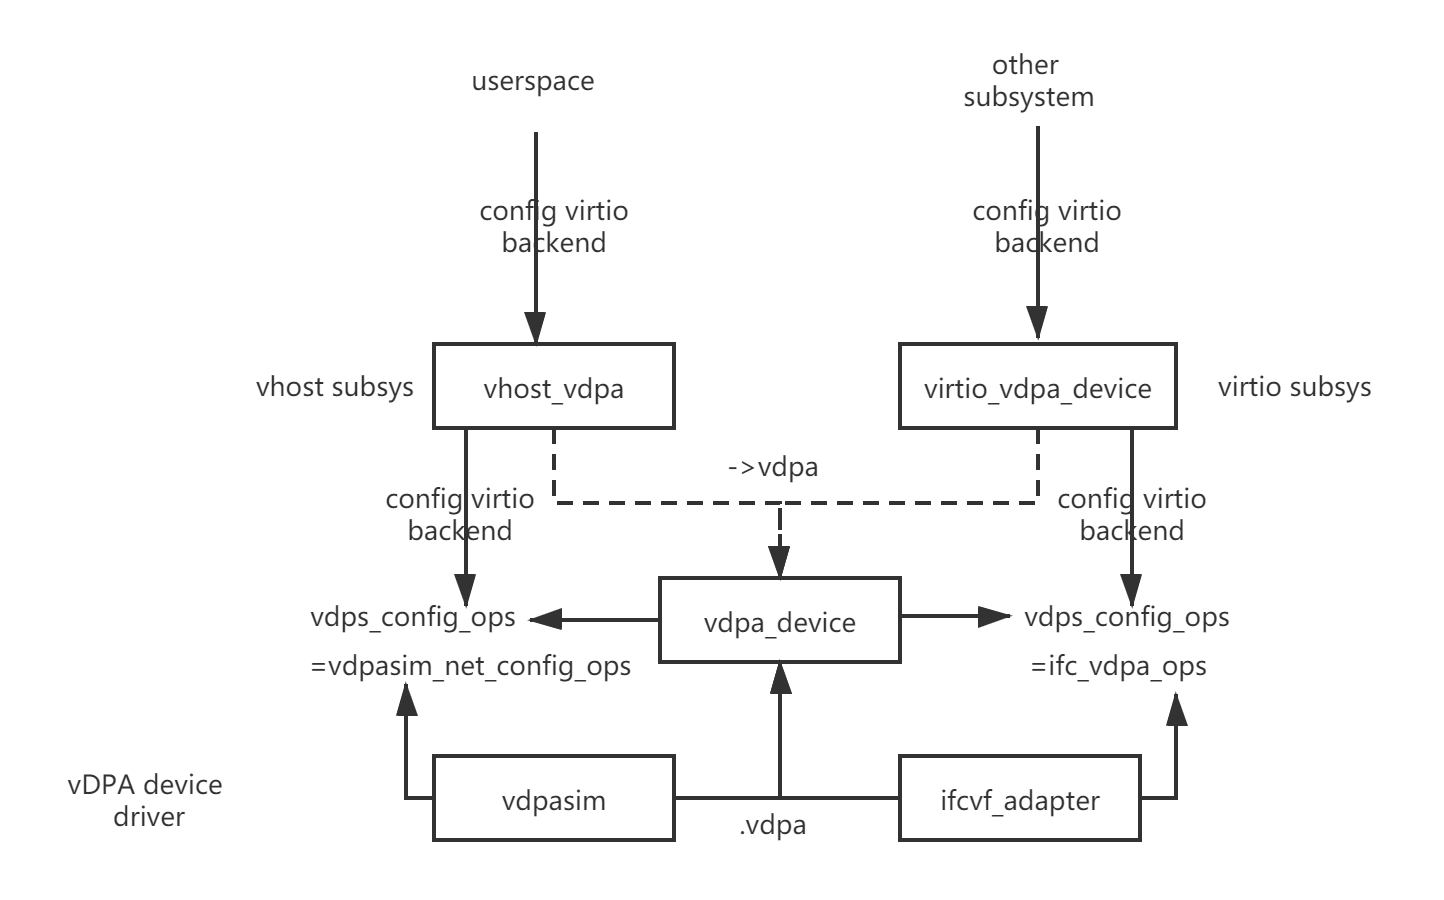 userspace
other
subsystem
config virtio
backend
config virtio
backend
vhost subsys
vhost_vdpa
virtio_vdpa_device
virtio subsys
->vdpa
config virtio
backend
config virtio
backend
vdps_config_ops
=vdpasim_net_config_ops
vdpa_device
vdps_config_ops
=ifc_vdpa_ops
vDPA device
driver
vdpasim
.vdpa
ifcvf_adapter